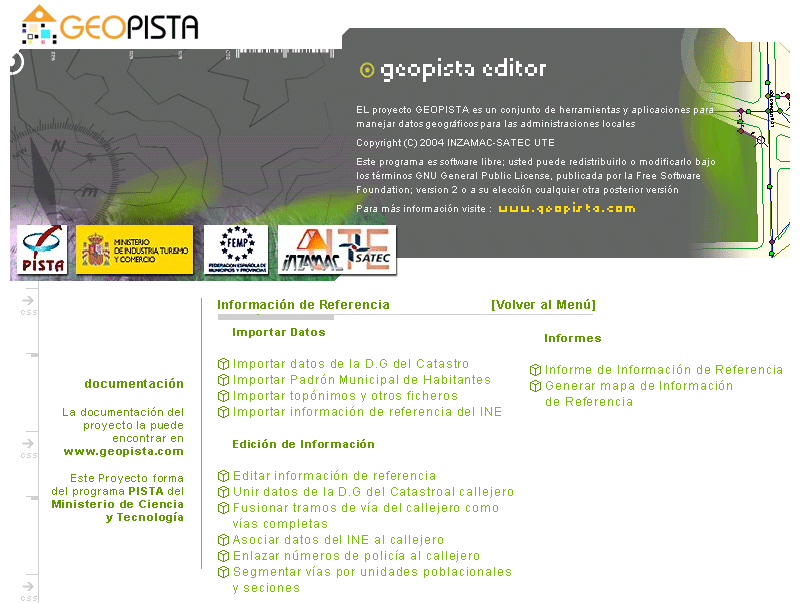 GEOPISTA
geopista editor
EL proyecto GEOPISTA es un conjunto de herramientas y aplicaciones para
manejar datos geográficos para las administraciones locales
Copyright (C) 2004 INZAMAC-SATEC UTE
Este programa es software libre; usted puede redistribuirlo o modificarlo bajo
los términos GNU General Public License, publicada por la Free Software
Foundation; version 2 o a su elección cualquier otra posterior versión
Para más información visite : www.geopista.com
N
m
PISTA
MINISTERIO
DE INDUSTRIA, TURISMO
Y COMERCIO
FEMP
FEDERACION ESPAÑOLA DE
MUNICIPIOS Y PROVINCIAS
INZAMAC
UTE
SATEC
css
css
css
documentación
La documentación del
proyecto la puede
encontrar en
www.geopista.com
Este Proyecto forma
del programa PISTA del
Ministerio de Ciencia
y Tecnología
Información de Referencia
[Volver al Menú]
Importar Datos
Importar datos de la D.G del Catastro
Importar Padrón Municipal de Habitantes
Importar topónimos y otros ficheros
Importar información de referencia del INE
Edición de Información
Editar información de referencia
Unir datos de la D.G del Catastroal callejero
Fusionar tramos de vía del callejero como
vías completas
Asociar datos del INE al callejero
Enlazar números de policía al callejero
Segmentar vías por unidades poblacionales
y seciones
Informes
Informe de Información de Referencia
Generar mapa de Información
de Referencia